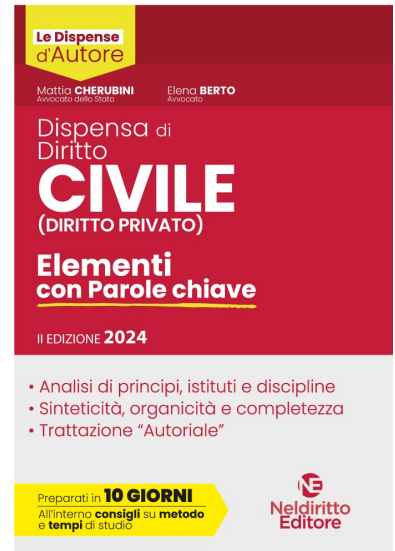 Le Dispense
d'Autore
Mattia CHERUBINI
Avvocato dello Stato
Elena BERTO
Avvocato
Dispensa di
Diritto
CIVILE
(DIRITTO PRIVATO)
Elementi
con Parole chiave
II EDIZIONE 2024
• Analisi di principi, istituti e discipline
• Sinteticità, organicità e completezza
• Trattazione "Autoriale"
Preparati in 10 GIORNI
All'interno consigli su metodo
e tempi di studio
NE
Neldiritto
Editore